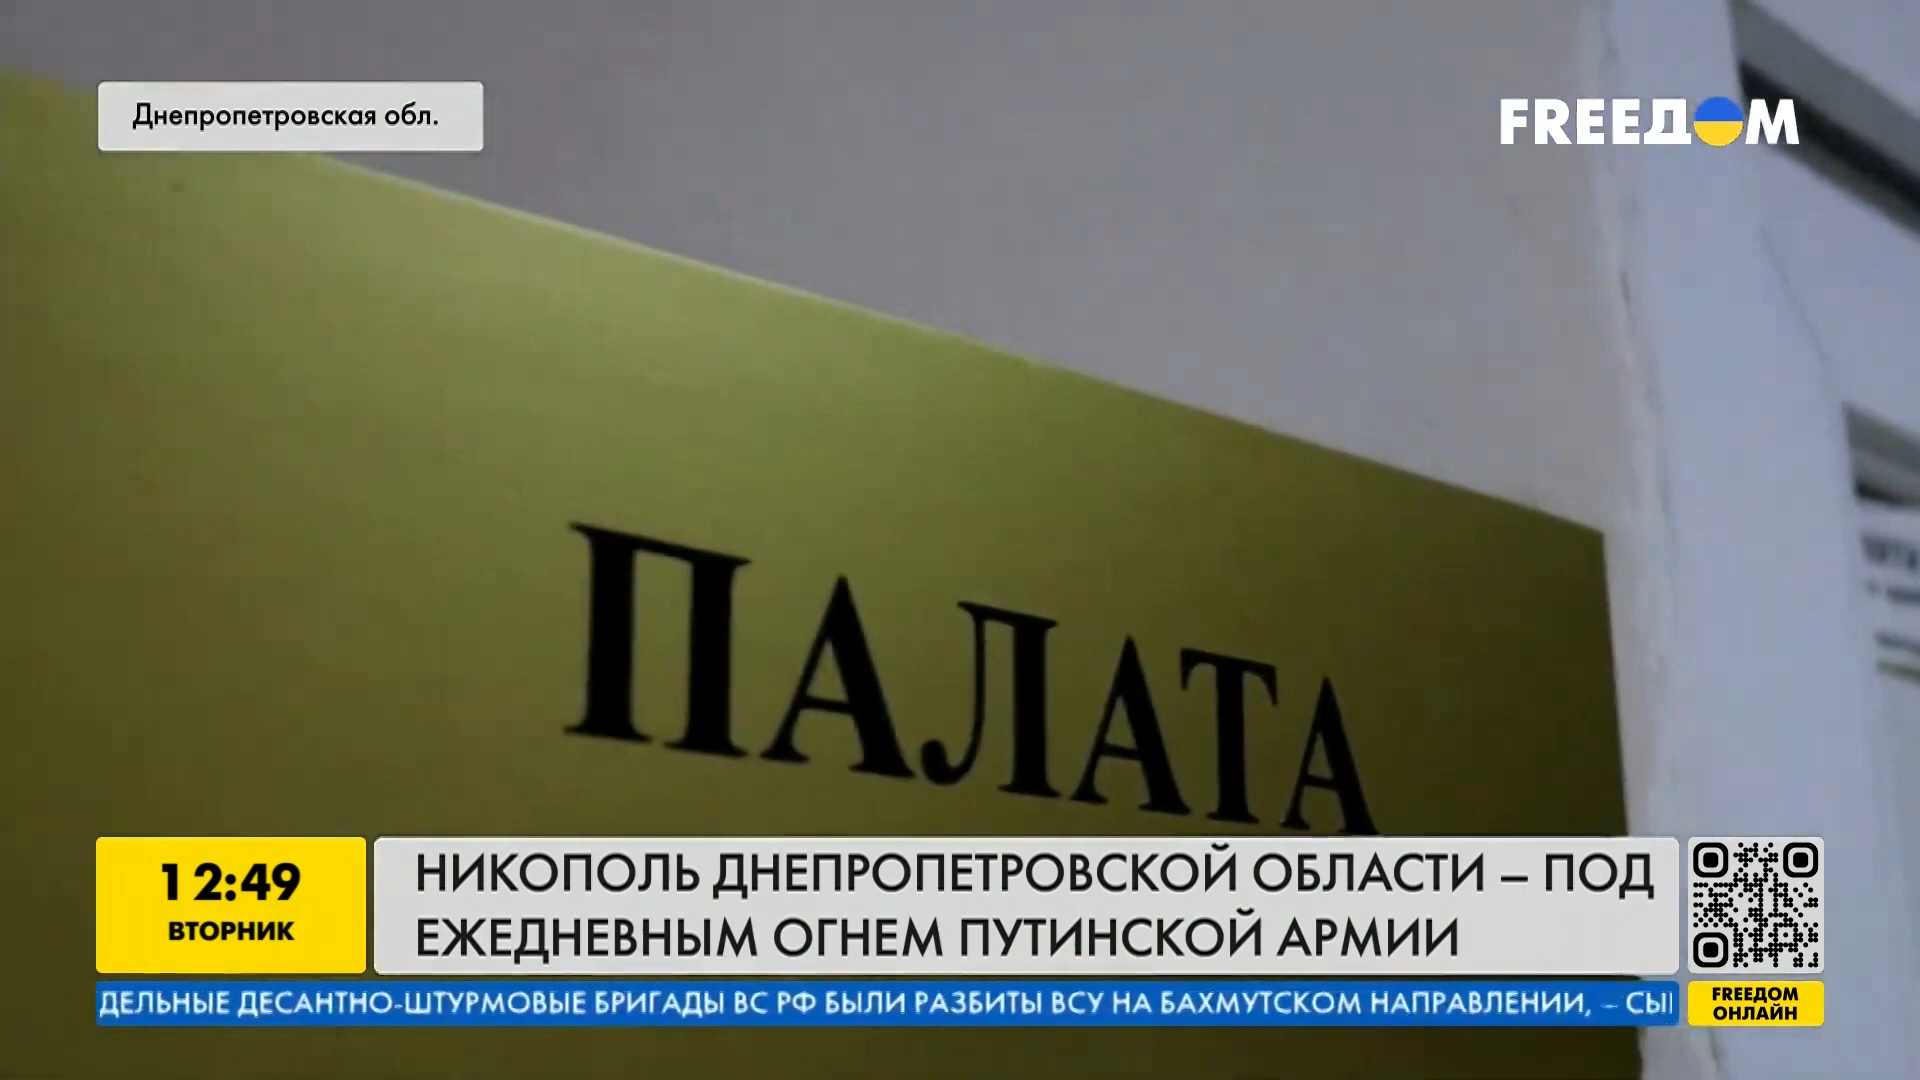 Днепропетровская обл.
FREEДОМ
ПАЛАТА
12:49
ВТОРНИК
НИКОПОЛЬ ДНЕПРОПЕТРОВСКОЙ ОБЛАСТИ – ПОД
ЕЖЕДНЕВНЫМ ОГНЕМ ПУТИНСКОЙ АРМИИ
ДЕЛЬНЫЕ ДЕСАНТНО-ШТУРМОВЫЕ БРИГАДЫ ВС РФ БЫЛИ РАЗБИТЫ ВСУ НА БАХМУТСКОМ НАПРАВЛЕНИИ, – СЫ
FREEДОМ
ОНЛАЙН